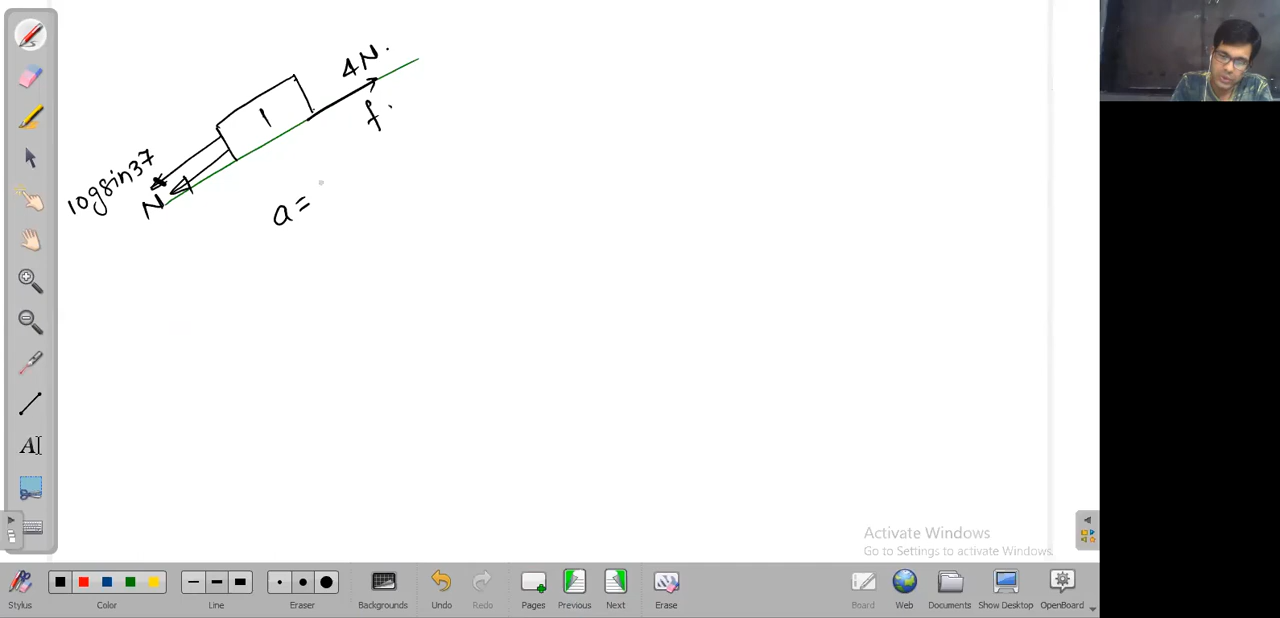 4N.
f.
1
10gsin37
N
a=
Activate Windows
Go to Settings to activate Windows.
Stylus
Color
Line
Eraser
Backgrounds
Undo
Redo
Pages
Previous
Next
Erase
Board
Web
Documents
Show Desktop
OpenBoard